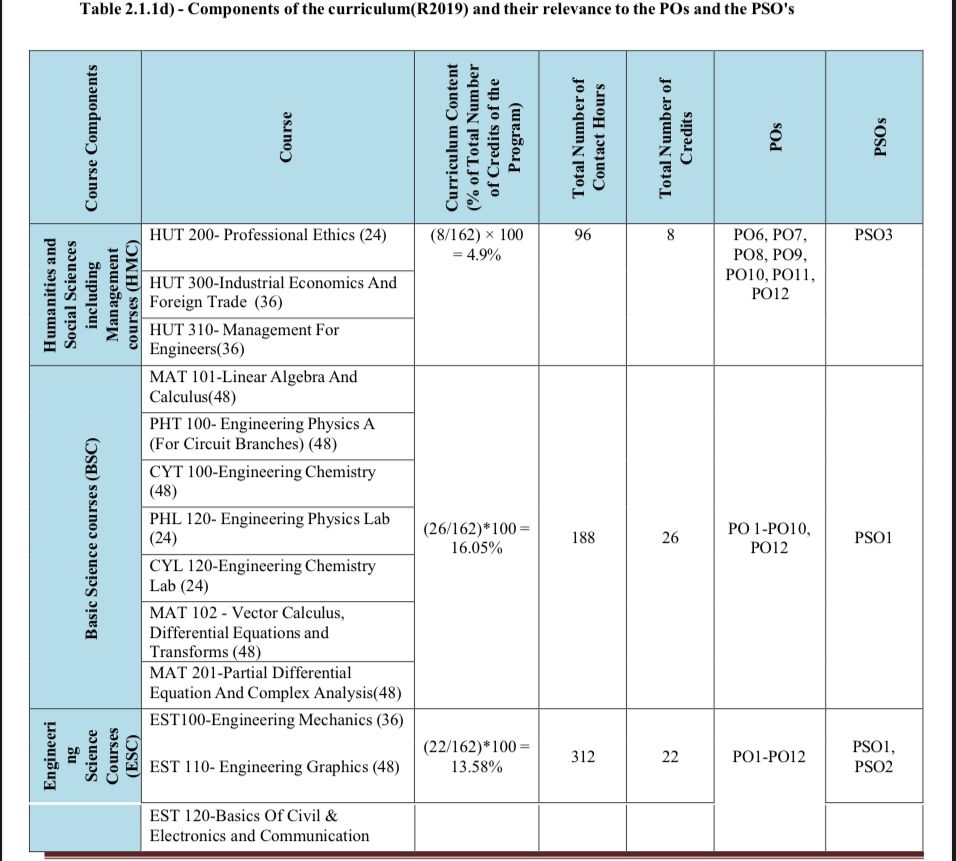 Table 2.1.1d) - Components of the curriculum(R2019) and their relevance to the POs and the PSO's
Course Components
Course
Curriculum Content
(% of Total Number
of Credits of the
Program)
Total Number of
Contact Hours
Total Number of
Credits
POs
PSOs
Humanities and
Social Sciences
including
Management
courses (HMC)
HUT 200- Professional Ethics (24)
HUT 300-Industrial Economics And
Foreign Trade (36)
HUT 310- Management For
Engineers(36)
(8/162) × 100
= 4.9%
96
8
PO6, PO7,
PO8, PO9,
PO10, PO11,
PO12
PSO3
Basic Science courses (BSC)
MAT 101-Linear Algebra And
Calculus(48)
PHT 100- Engineering Physics A
(For Circuit Branches) (48)
CYT 100-Engineering Chemistry
(48)
PHL 120- Engineering Physics Lab
(24)
CYL 120-Engineering Chemistry
Lab (24)
MAT 102 - Vector Calculus,
Differential Equations and
Transforms (48)
MAT 201-Partial Differential
Equation And Complex Analysis(48)
(26/162)*100 =
16.05%
188
26
PO 1-PO10,
PO12
PSO1
Engineeri
ng
Science
Courses
(ESC)
EST100-Engineering Mechanics (36)
EST 110- Engineering Graphics (48)
(22/162)*100 =
13.58%
312
22
PO1-PO12
PSO1,
PSO2
EST 120-Basics Of Civil &
Electronics and Communication